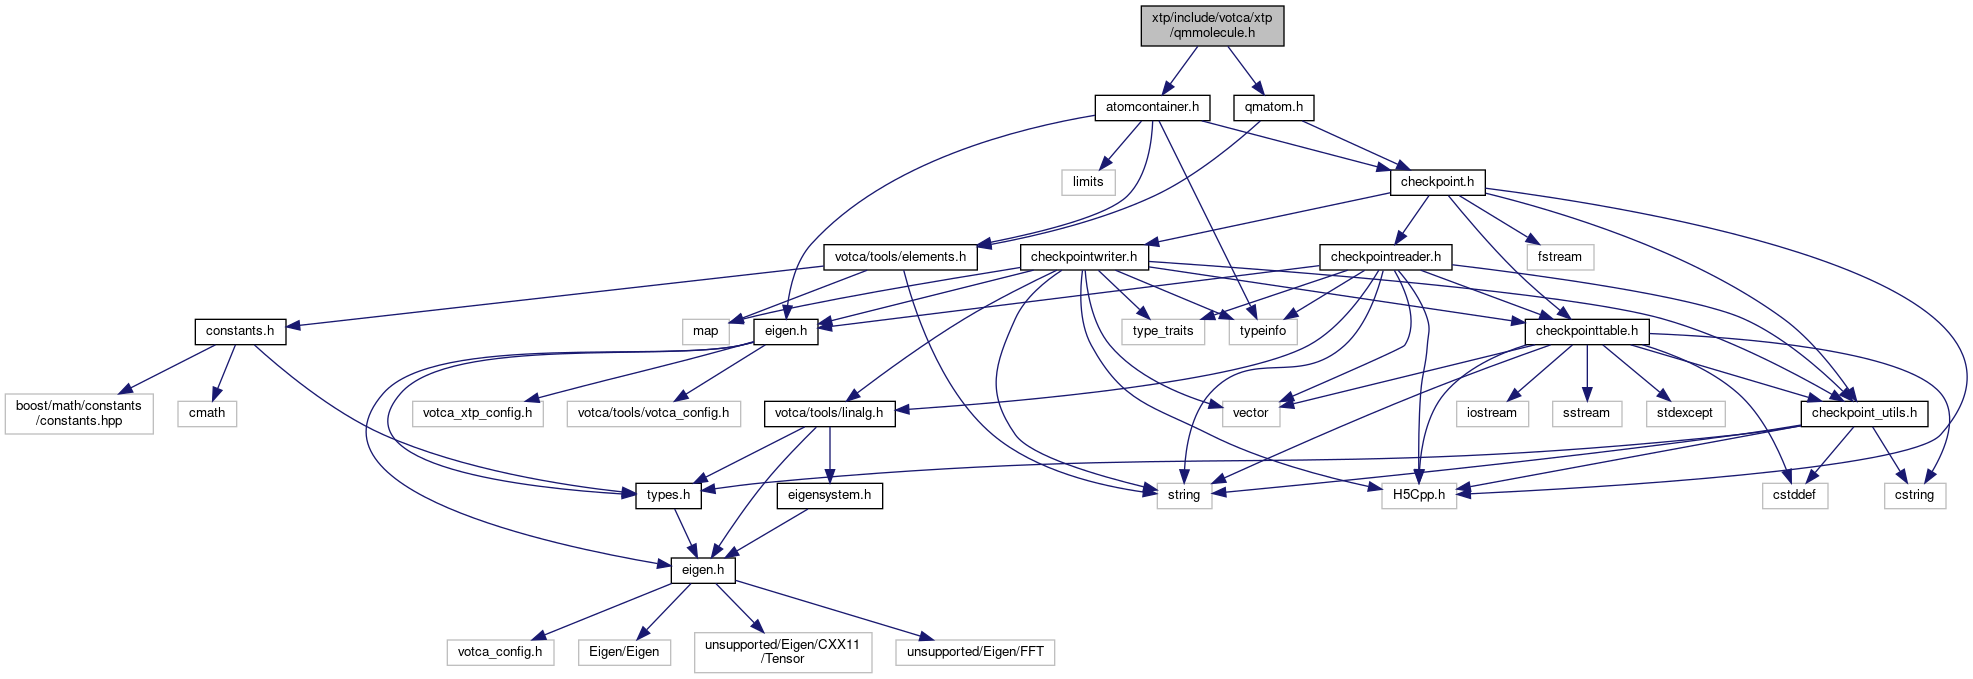 xtp/include/votca/xtp
/qmmolecule.h
atomcontainer.h
qmatom.h
limits
checkpoint.h
votca/tools/elements.h
checkpointwriter.h
checkpointreader.h
fstream
constants.h
map
eigen.h
type_traits
typeinfo
checkpointtable.h
boost/math/constants
/constants.hpp
cmath
votca_xtp_config.h
votca/tools/votca_config.h
votca/tools/linalg.h
vector
iostream
sstream
stdexcept
checkpoint_utils.h
types.h
eigensystem.h
string
H5Cpp.h
cstddef
cstring
eigen.h
votca_config.h
Eigen/Eigen
unsupported/Eigen/CXX11
/Tensor
unsupported/Eigen/FFT